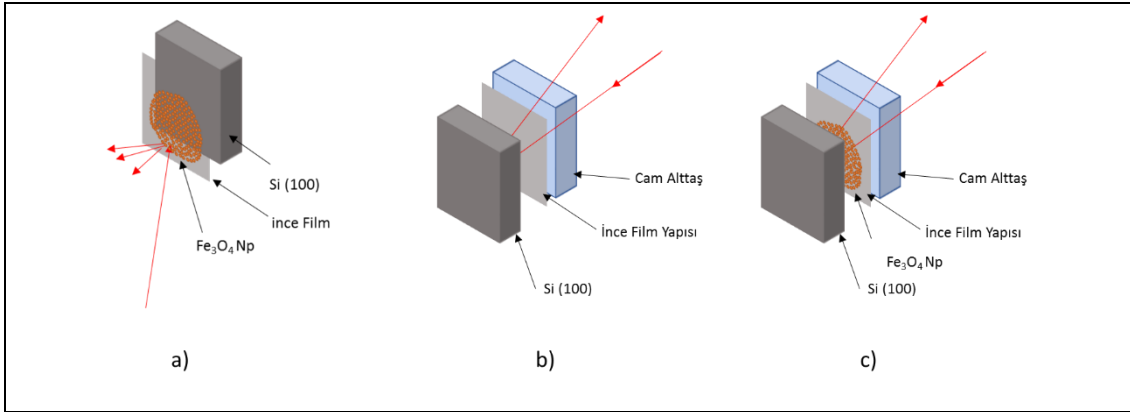 Si (100)
ince Film
Fe₃O₄ Np
a)
Cam Alttaş
İnce Film Yapısı
Si (100)
b)
Cam Alttaş
İnce Film Yapısı
Fe₃O₄ Np
Si (100)
c)